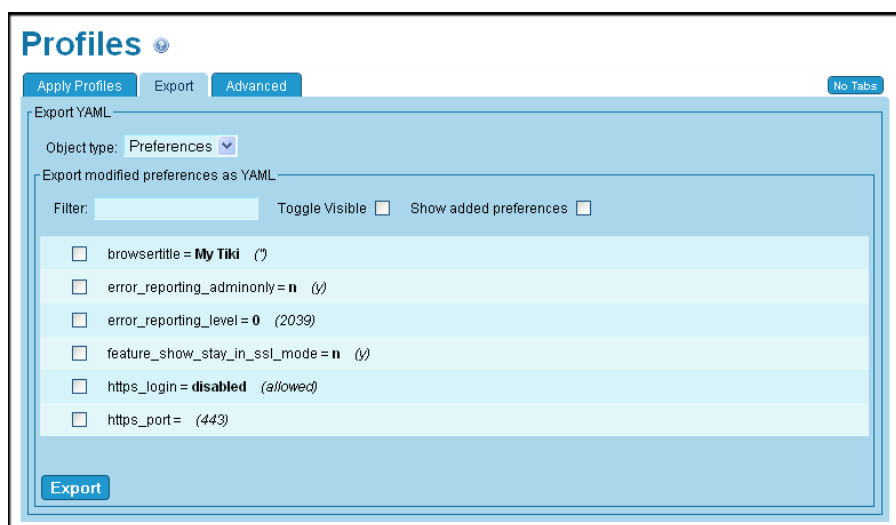 Profiles
Apply Profiles Export Advanced No Tabs
Export YAML
Object type: Preferences
Export modified preferences as YAML
Filter: Toggle Visible Show added preferences
browsertitle = My Tiki ('')
error_reporting_adminonly = n (y)
error_reporting_level = 0 (2039)
feature_show_stay_in_ssl_mode = n (y)
https_login = disabled (allowed)
https_port = (443)
Export